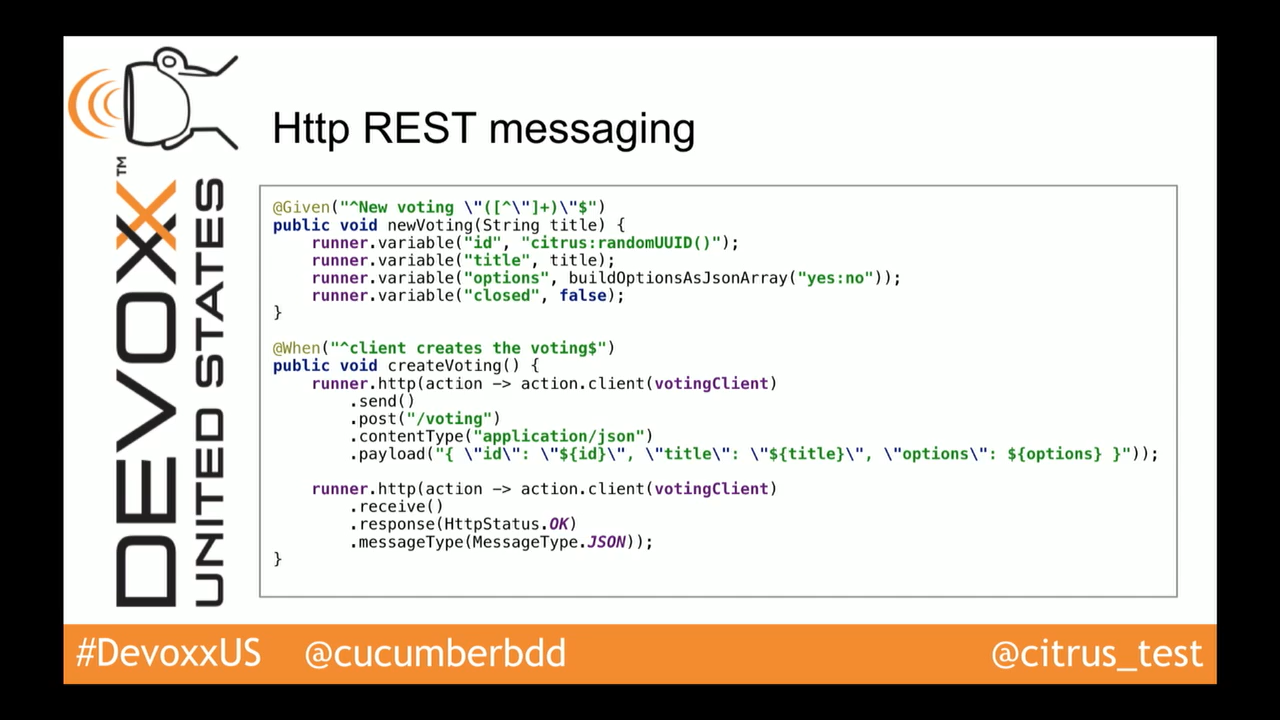 DEVOXX™
UNITED STATES
Http REST messaging
@Given("^New voting \"([^\"]+)\"$")
public void newVoting(String title) {
    runner.variable("id", "citrus:randomUUID()");
    runner.variable("title", title);
    runner.variable("options", buildOptionsAsJsonArray("yes:no"));
    runner.variable("closed", false);
}
@When("^client creates the voting$")
public void createVoting() {
    runner.http(action -> action.client(votingClient)
        .send()
        .post("/voting")
        .contentType("application/json")
        .payload("{ \"id\": \"${id}\", \"title\": \"${title}\", \"options\": ${options} }"));
    runner.http(action -> action.client(votingClient)
        .receive()
        .response(HttpStatus.OK)
        .messageType(MessageType.JSON));
}
#DevoxxUS @cucumberbdd @citrus_test